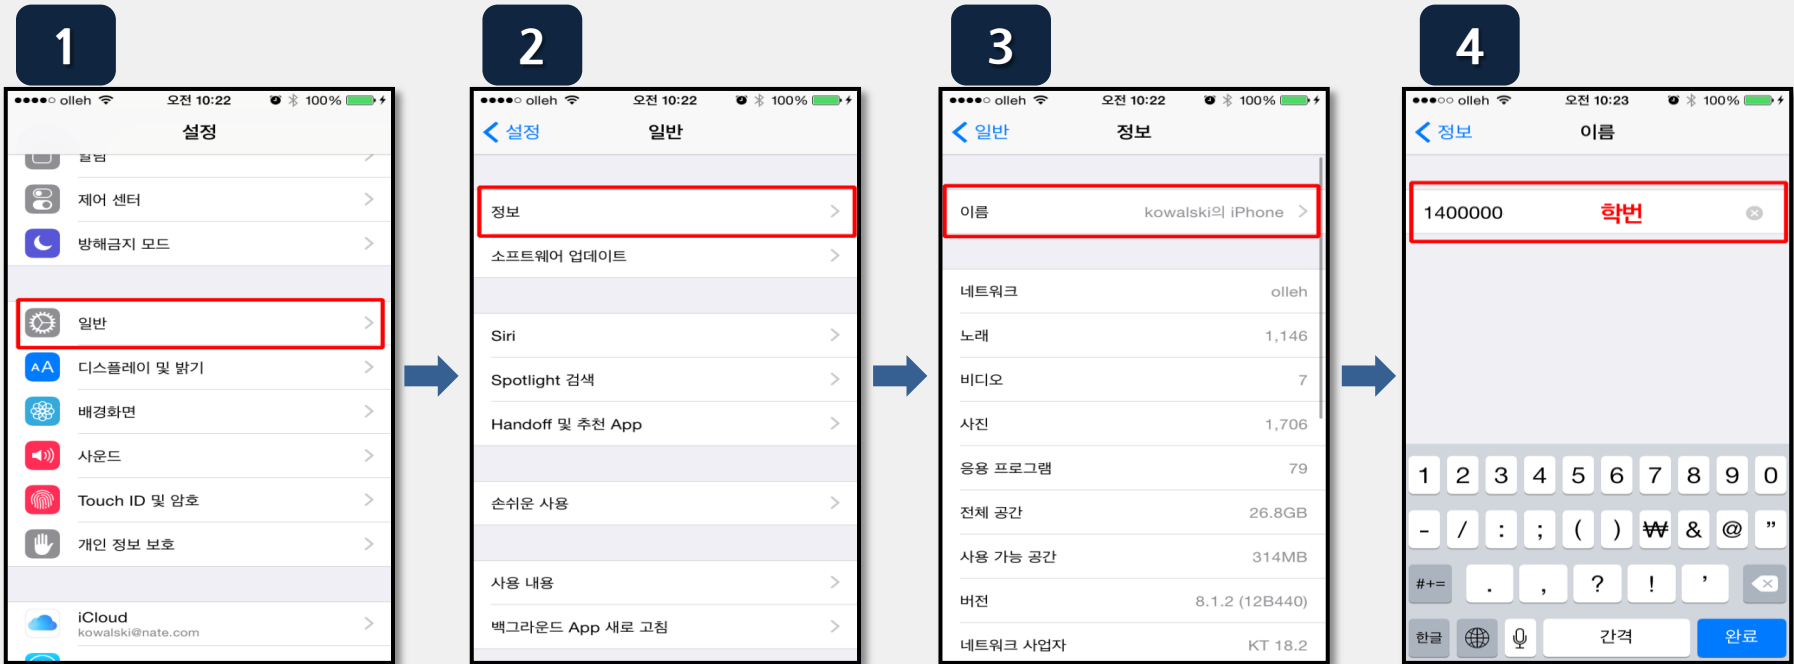 1
olleh 오전 10:22 100%
설정
알림
제어 센터
방해금지 모드
일반
디스플레이 및 밝기
AA
배경화면
사운드
Touch ID 및 암호
개인 정보 보호
iCloud
kowalski@nate.com
2
olleh 오전 10:22 100%
설정 일반
정보
소프트웨어 업데이트
Siri
Spotlight 검색
Handoff 및 추천 App
손쉬운 사용
사용 내용
백그라운드 App 새로 고침
3
olleh 오전 10:22 100%
일반 정보
이름 kowalski의 iPhone
네트워크 olleh
노래 1,146
비디오 7
사진 1,706
응용 프로그램 79
전체 공간 26.8GB
사용 가능 공간 314MB
버전 8.1.2 (12B440)
네트워크 사업자 KT 18.2
4
olleh 오전 10:23 100%
정보 이름
1400000 학번
1 2 3 4 5 6 7 8 9 0
- / : ; ( ) ₩ & @ "
#+= . , ? ! '
한글 간격 완료